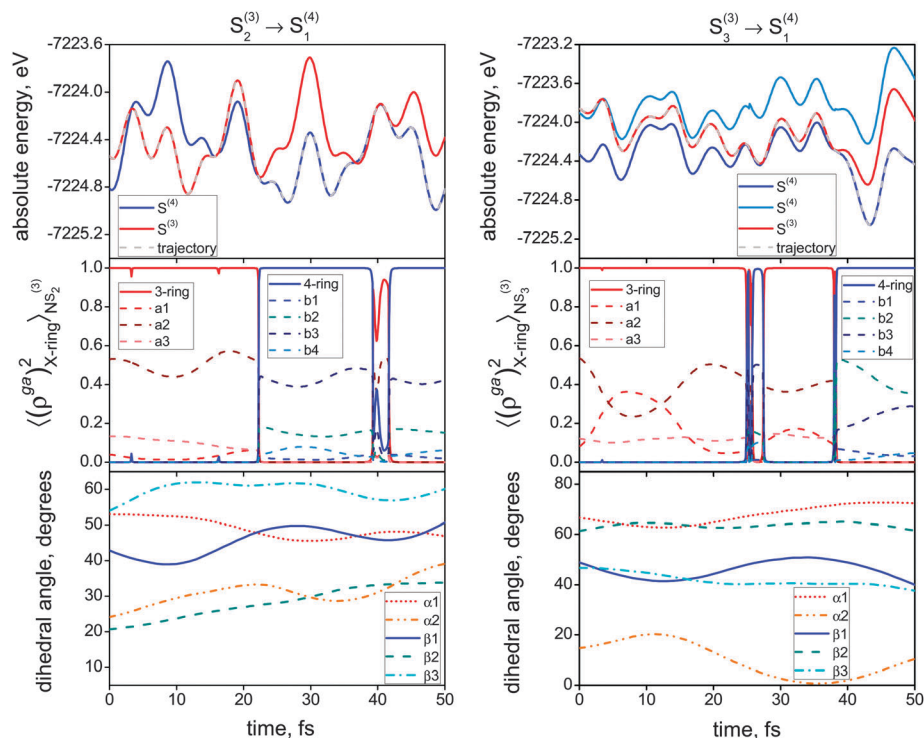 S₂⁽³⁾ → S₁⁽⁴⁾
absolute energy, eV
-7223.6
-7224.0
-7224.4
-7224.8
-7225.2
S⁽⁴⁾
S⁽³⁾
trajectory
⟨(ρᵍᵃ)²⟩X-ring NS₂⁽³⁾
1.0
0.8
0.6
0.4
0.2
0.0
3-ring
a1
a2
a3
4-ring
b1
b2
b3
b4
dihedral angle, degrees
60
50
40
30
20
10
α1
α2
β1
β2
β3
0 10 20 30 40 50
time, fs
S₃⁽³⁾ → S₁⁽⁴⁾
absolute energy, eV
-7223.2
-7223.6
-7224.0
-7224.4
-7224.8
-7225.2
S⁽⁴⁾
S⁽⁴⁾
S⁽³⁾
trajectory
⟨(ρᵍᵃ)²⟩X-ring NS₃⁽³⁾
1.0
0.8
0.6
0.4
0.2
0.0
3-ring
a1
a2
a3
4-ring
b1
b2
b3
b4
dihedral angle, degrees
80
60
40
20
0
α1
α2
β1
β2
β3
0 10 20 30 40 50
time, fs